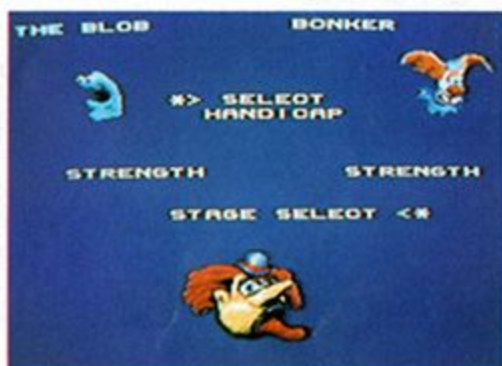 THE BLOB BONKER
*> SELECT
HANDICAP
STRENGTH STRENGTH
STAGE SELECT <*